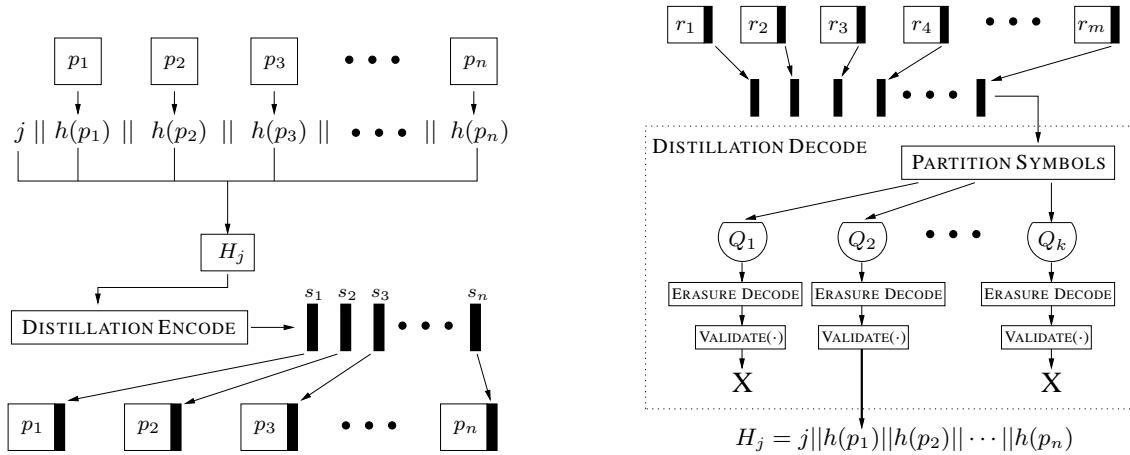 p₁ p₂ p₃ • • • pₙ
j || h(p₁) || h(p₂) || h(p₃) || • • • || h(pₙ)
Hⱼ
DISTILLATION ENCODE
s₁ s₂ s₃ • • • sₙ
p₁ p₂ p₃ • • • pₙ
r₁ r₂ r₃ r₄ • • • rₘ
• • •
DISTILLATION DECODE
PARTITION SYMBOLS
Q₁ Q₂ • • • Qₖ
ERASURE DECODE ERASURE DECODE ERASURE DECODE
VALIDATE(·) VALIDATE(·) VALIDATE(·)
X X
Hⱼ = j||h(p₁)||h(p₂)|| · · · ||h(pₙ)